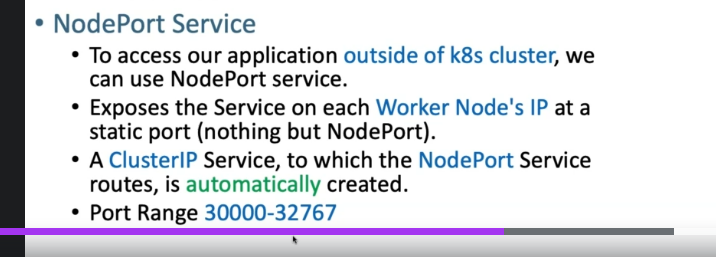 • NodePort Service
• To access our application outside of k8s cluster, we
can use NodePort service.
• Exposes the Service on each Worker Node's IP at a
static port (nothing but NodePort).
• A ClusterIP Service, to which the NodePort Service
routes, is automatically created.
• Port Range 30000-32767